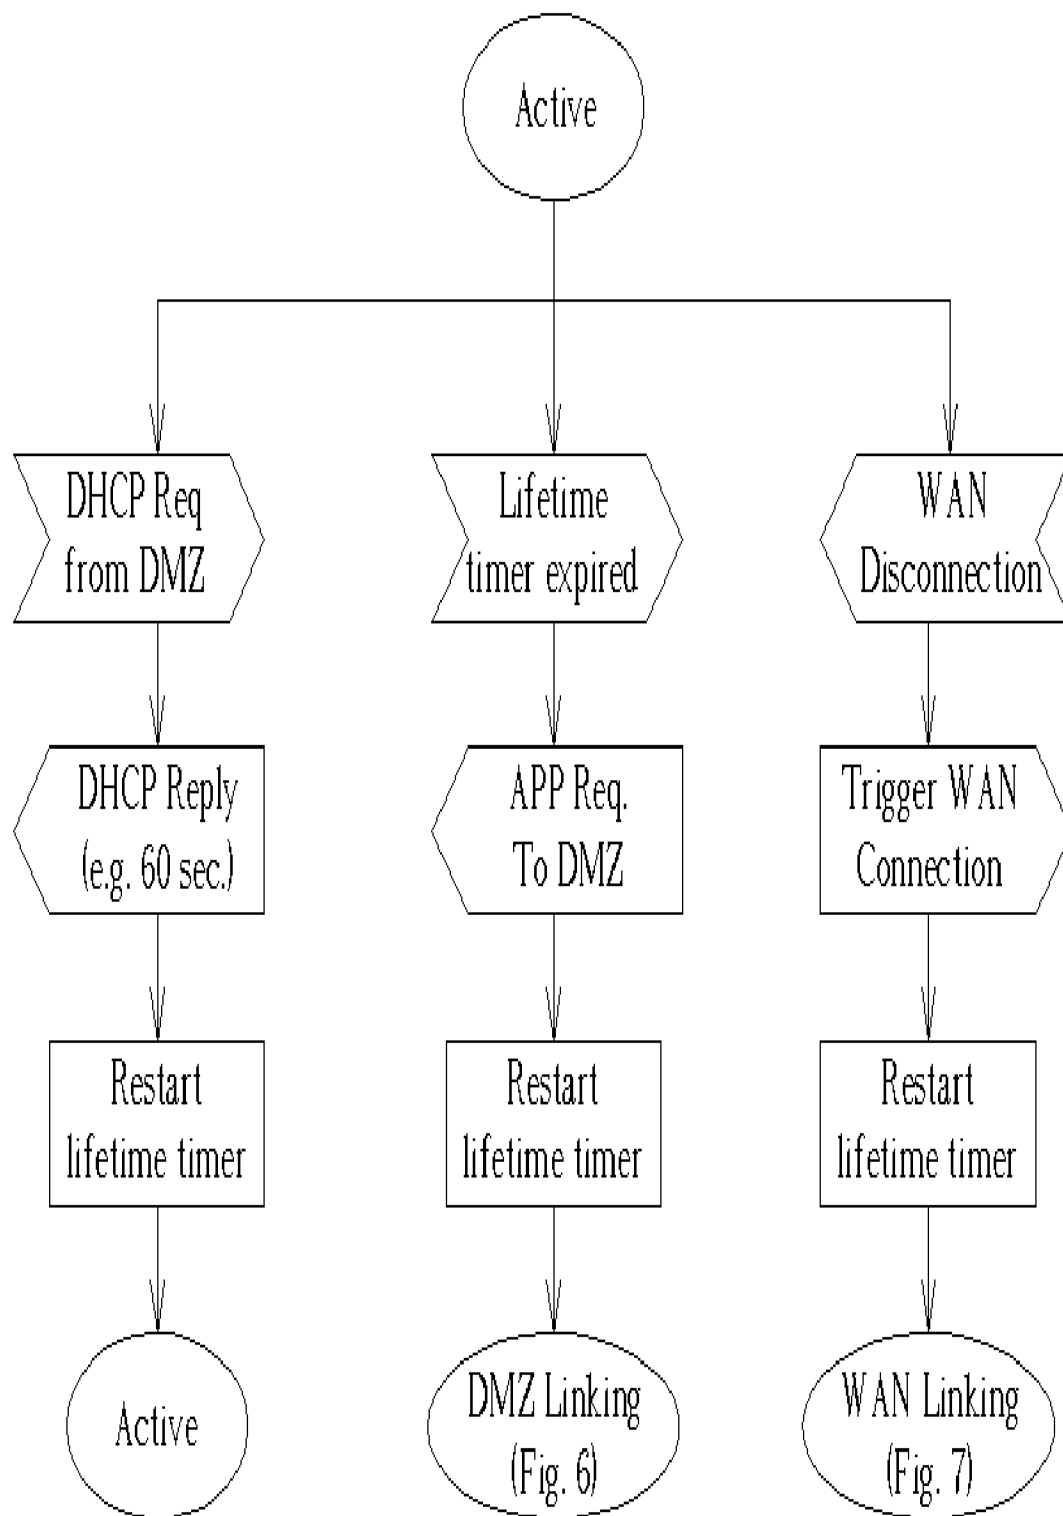 Active
DHCP Req
from DMZ
Lifetime
timer expired
WAN
Disconnection
DHCP Reply
(e.g. 60 sec.)
APP Req.
To DMZ
Trigger WAN
Connection
Restart
lifetime timer
Restart
lifetime timer
Restart
lifetime timer
Active
DMZ Linking
(Fig. 6)
WAN Linking
(Fig. 7)